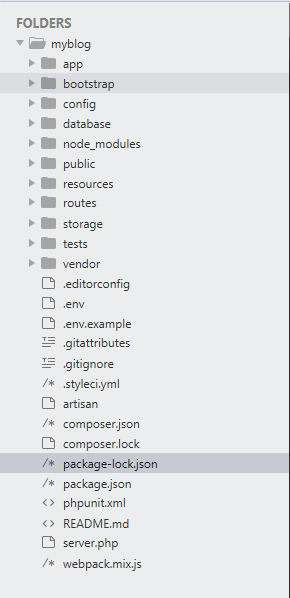 FOLDERS
myblog
app
bootstrap
config
database
node_modules
public
resources
routes
storage
tests
vendor
.editorconfig
.env
.env.example
.gitattributes
.gitignore
/* .styleci.yml
artisan
/* composer.json
composer.lock
/* package-lock.json
/* package.json
<> phpunit.xml
<> README.md
server.php
/* webpack.mix.js